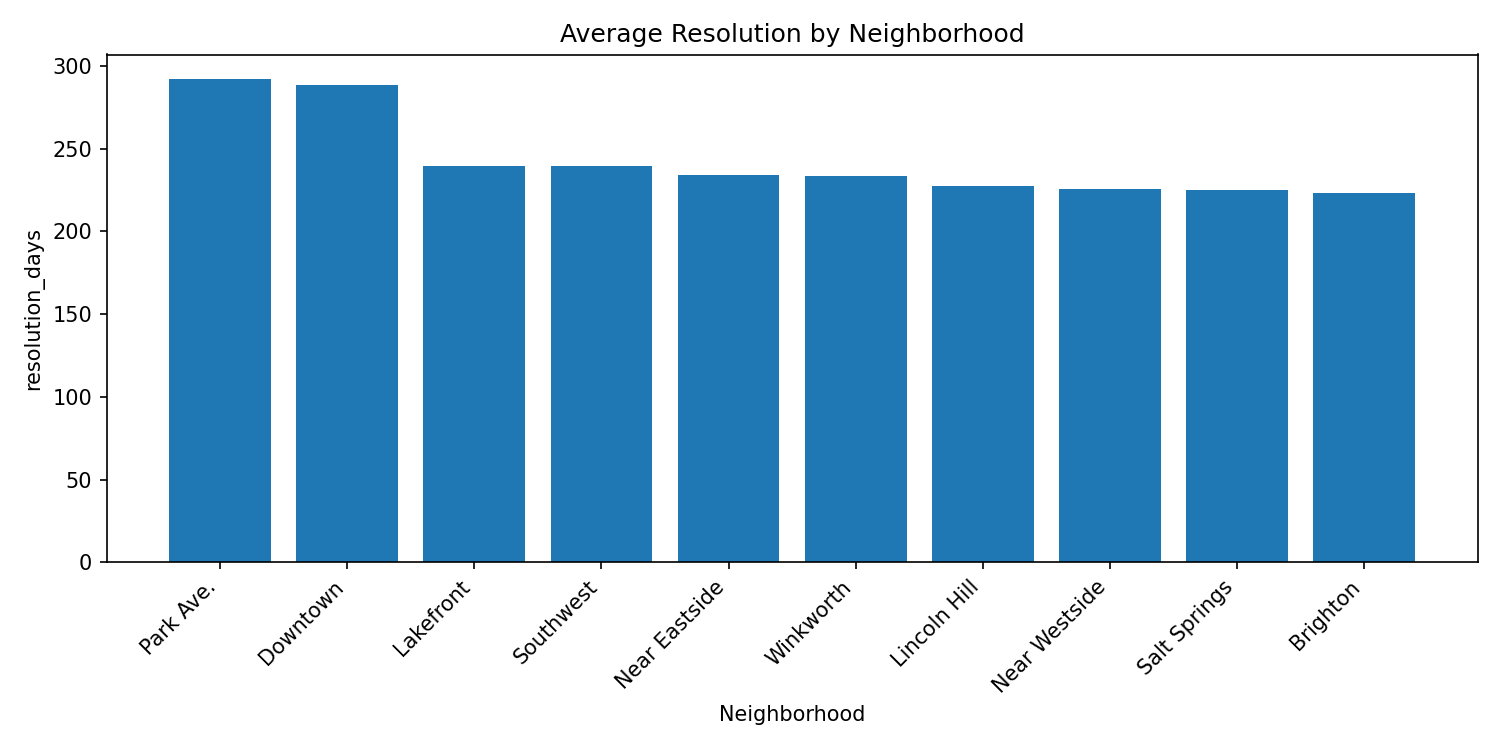 Average Resolution by Neighborhood
300
250
200
150
100
50
0
resolution_days
Park Ave.
Downtown
Lakefront
Southwest
Near Eastside
Winkworth
Lincoln Hill
Near Westside
Salt Springs
Brighton
Neighborhood